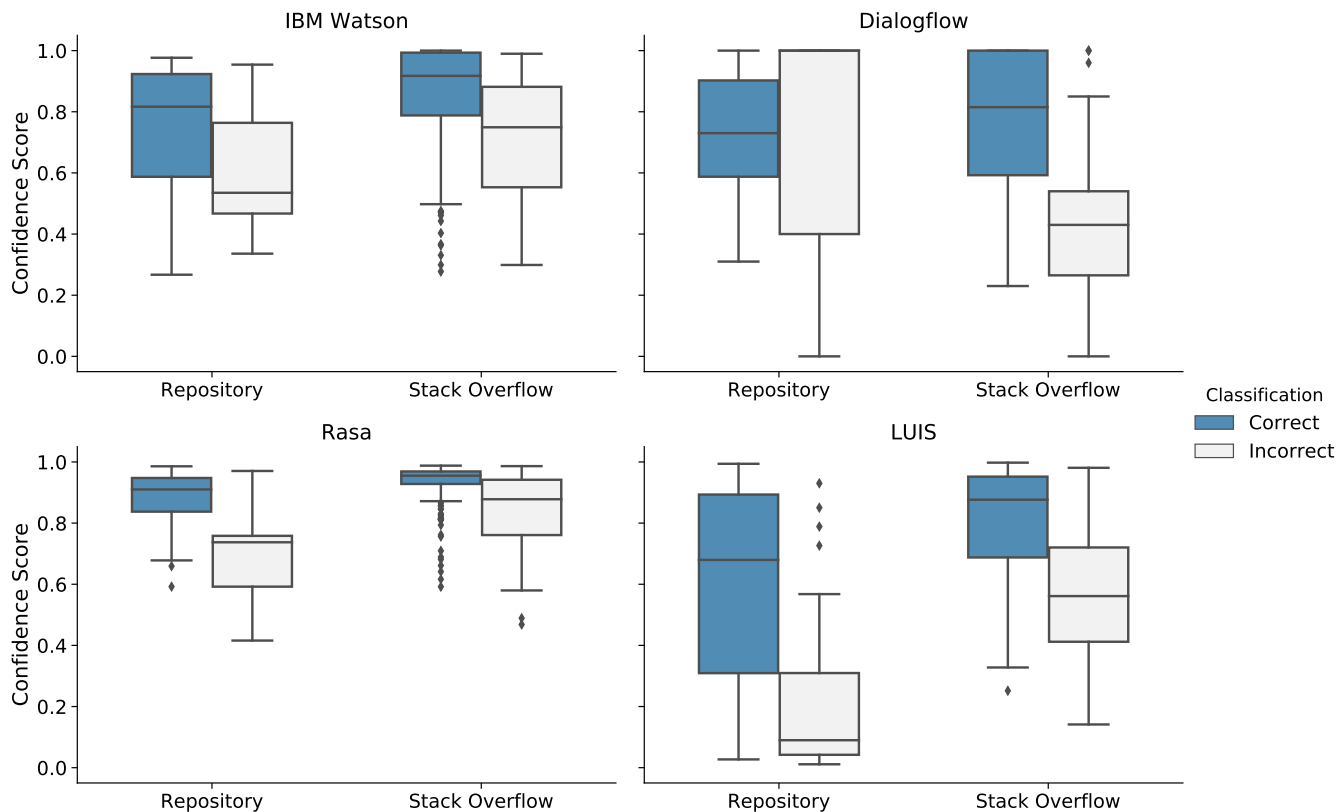 IBM Watson
Dialogflow
Confidence Score
1.0
0.8
0.6
0.4
0.2
0.0
Repository
Stack Overflow
Repository
Stack Overflow
Classification
Correct
Incorrect
Rasa
LUIS
Confidence Score
1.0
0.8
0.6
0.4
0.2
0.0
Repository
Stack Overflow
Repository
Stack Overflow